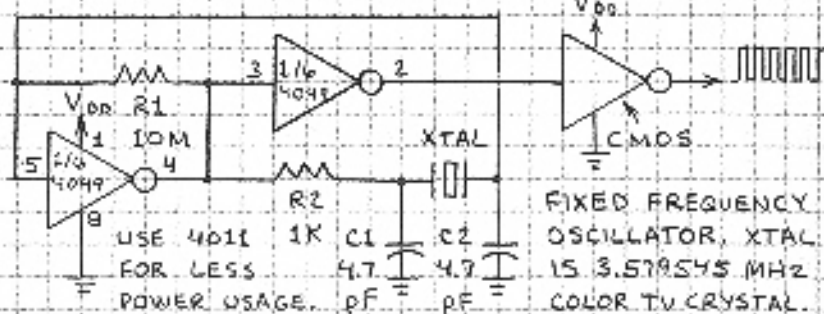 VDD
3 1/6 2
4049
VDD R1
1 10M
5 1/6 4
4049
8
XTAL
CMOS
R2
1K
C1 C2
4.7 4.7
pF pF
USE 4011
FOR LESS
POWER USAGE.
FIXED FREQUENCY
OSCILLATOR. XTAL
IS 3.579545 MHz
COLOR TV CRYSTAL.